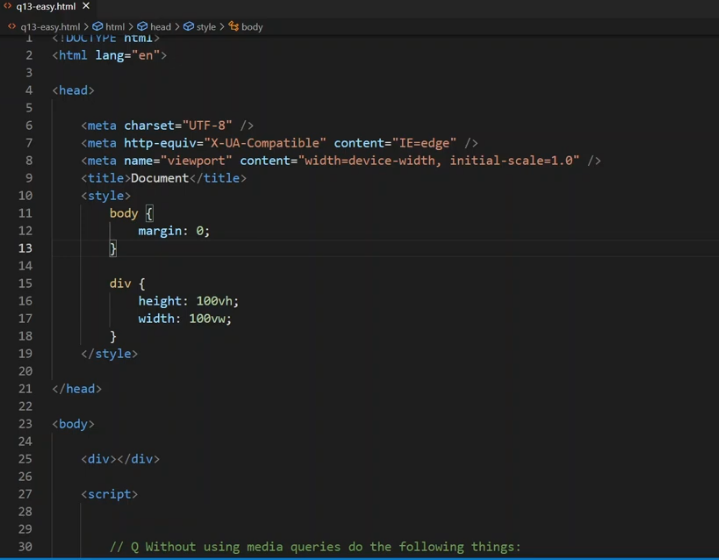 q13-easy.html
q13-easy.html > html > head > style > body
1 <!DOCTYPE html>
2 <html lang="en">
3
4 <head>
5
6 <meta charset="UTF-8" />
7 <meta http-equiv="X-UA-Compatible" content="IE=edge" />
8 <meta name="viewport" content="width=device-width, initial-scale=1.0" />
9 <title>Document</title>
10 <style>
11 body {
12 margin: 0;
13 }
14
15 div {
16 height: 100vh;
17 width: 100vw;
18 }
19 </style>
20
21 </head>
22
23 <body>
24
25 <div></div>
26
27 <script>
28
29
30 // Q Without using media queries do the following things: